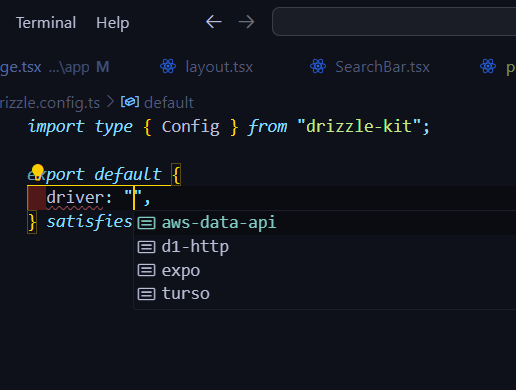 Terminal Help
ge.tsx ...\app M layout.tsx SearchBar.tsx
rizzle.config.ts > default
import type { Config } from "drizzle-kit";
export default {
driver: "",
} satisfies
aws-data-api
d1-http
expo
turso